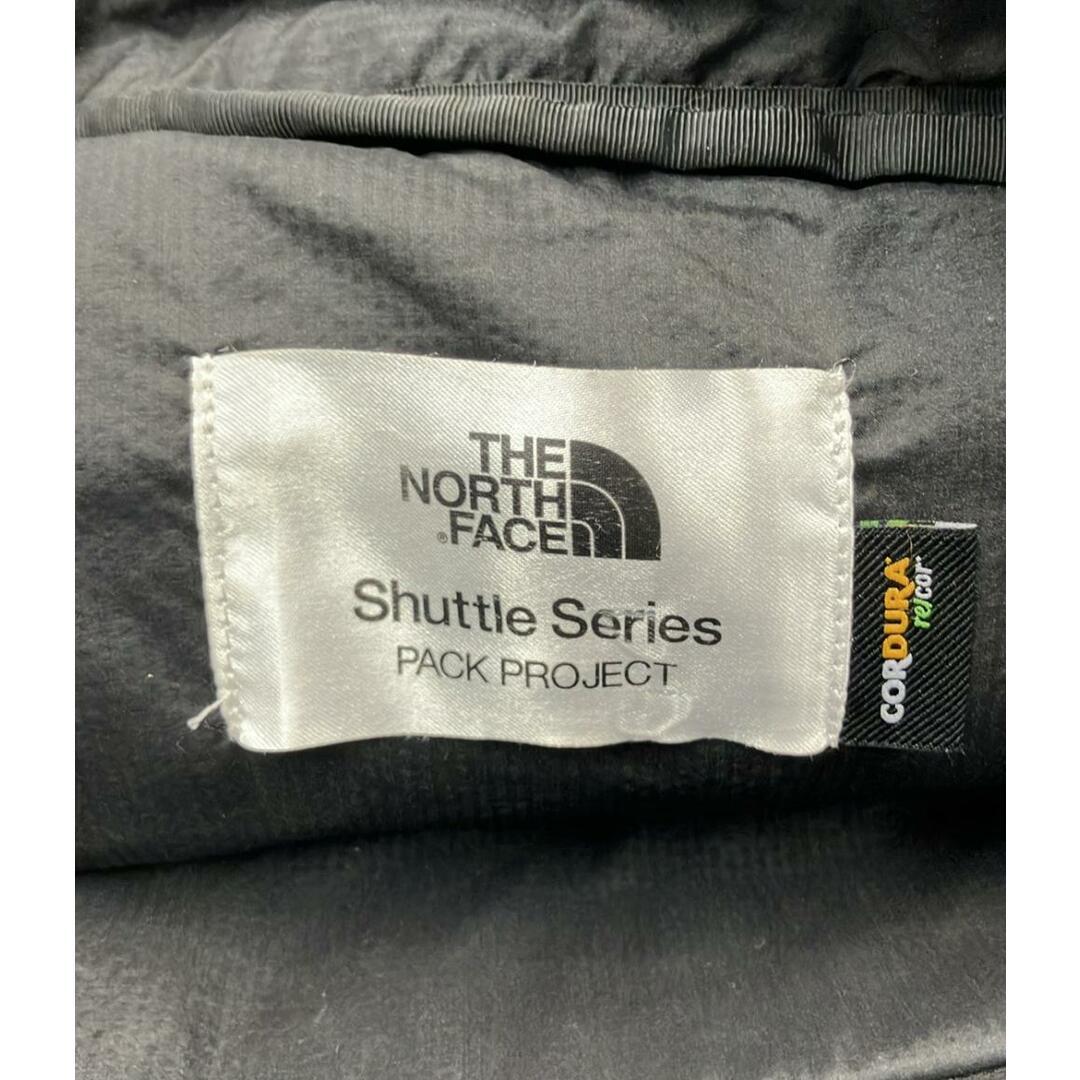 THE
NORTH
®FACE
Shuttle Series
PACK PROJECT
CORDURA
re/cor